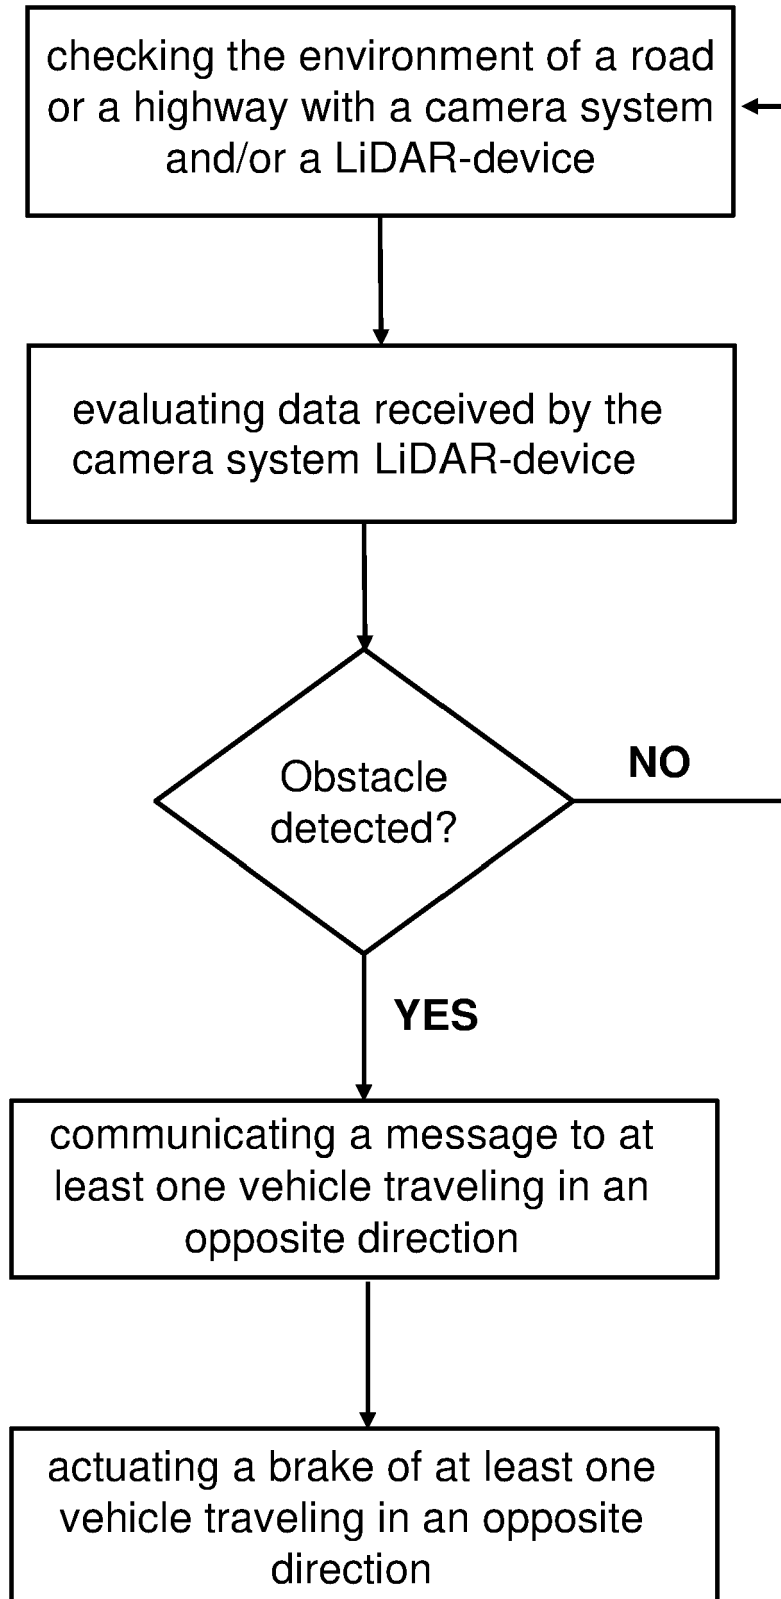 checking the environment of a road
or a highway with a camera system
and/or a LiDAR-device
evaluating data received by the
camera system LiDAR-device
Obstacle
detected?
NO
YES
communicating a message to at
least one vehicle traveling in an
opposite direction
actuating a brake of at least one
vehicle traveling in an opposite
direction